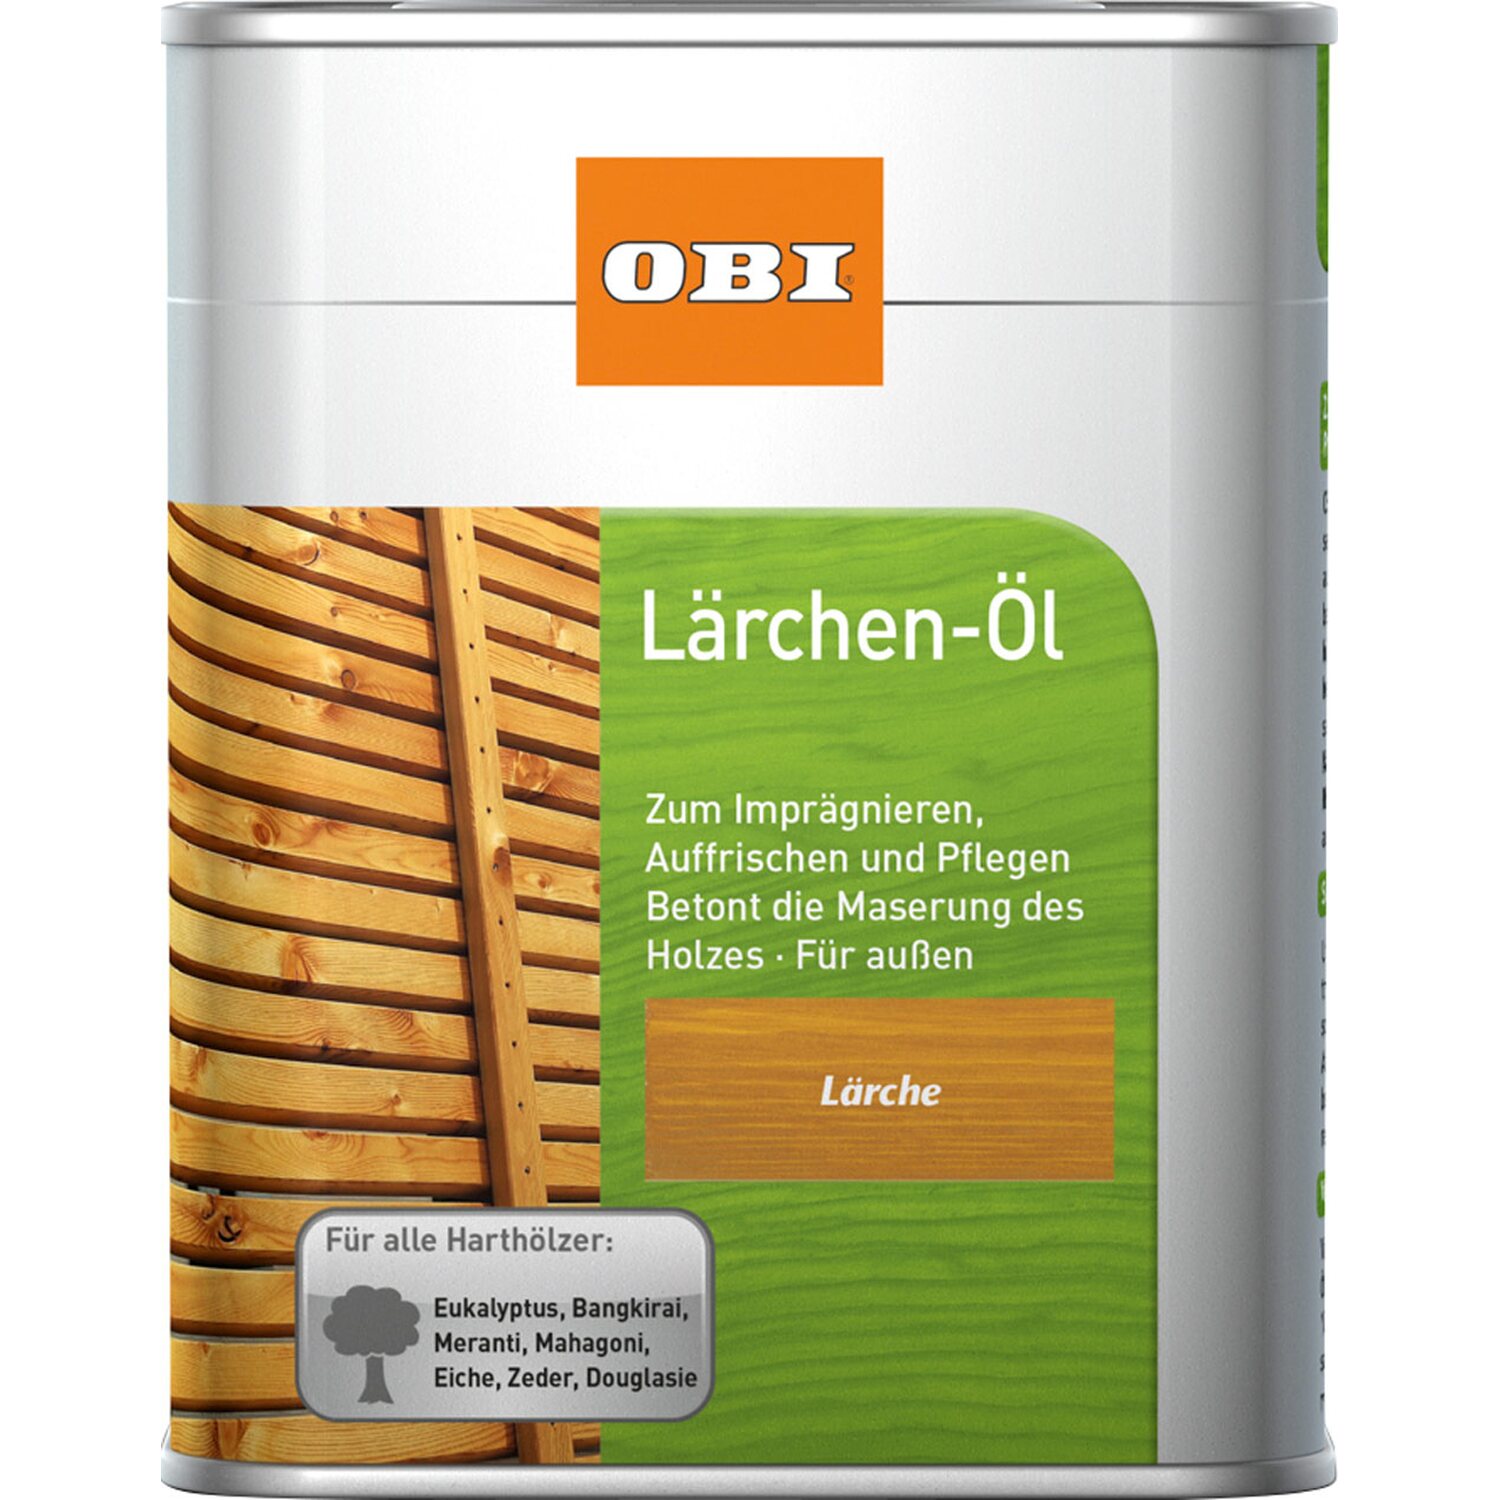 OBI
Lärchen-Öl
Zum Imprägnieren,
Auffrischen und Pflegen
Betont die Maserung des
Holzes · Für außen
Lärche
Für alle Harthölzer:
Eukalyptus, Bangkirai,
Meranti, Mahagoni,
Eiche, Zeder, Douglasie